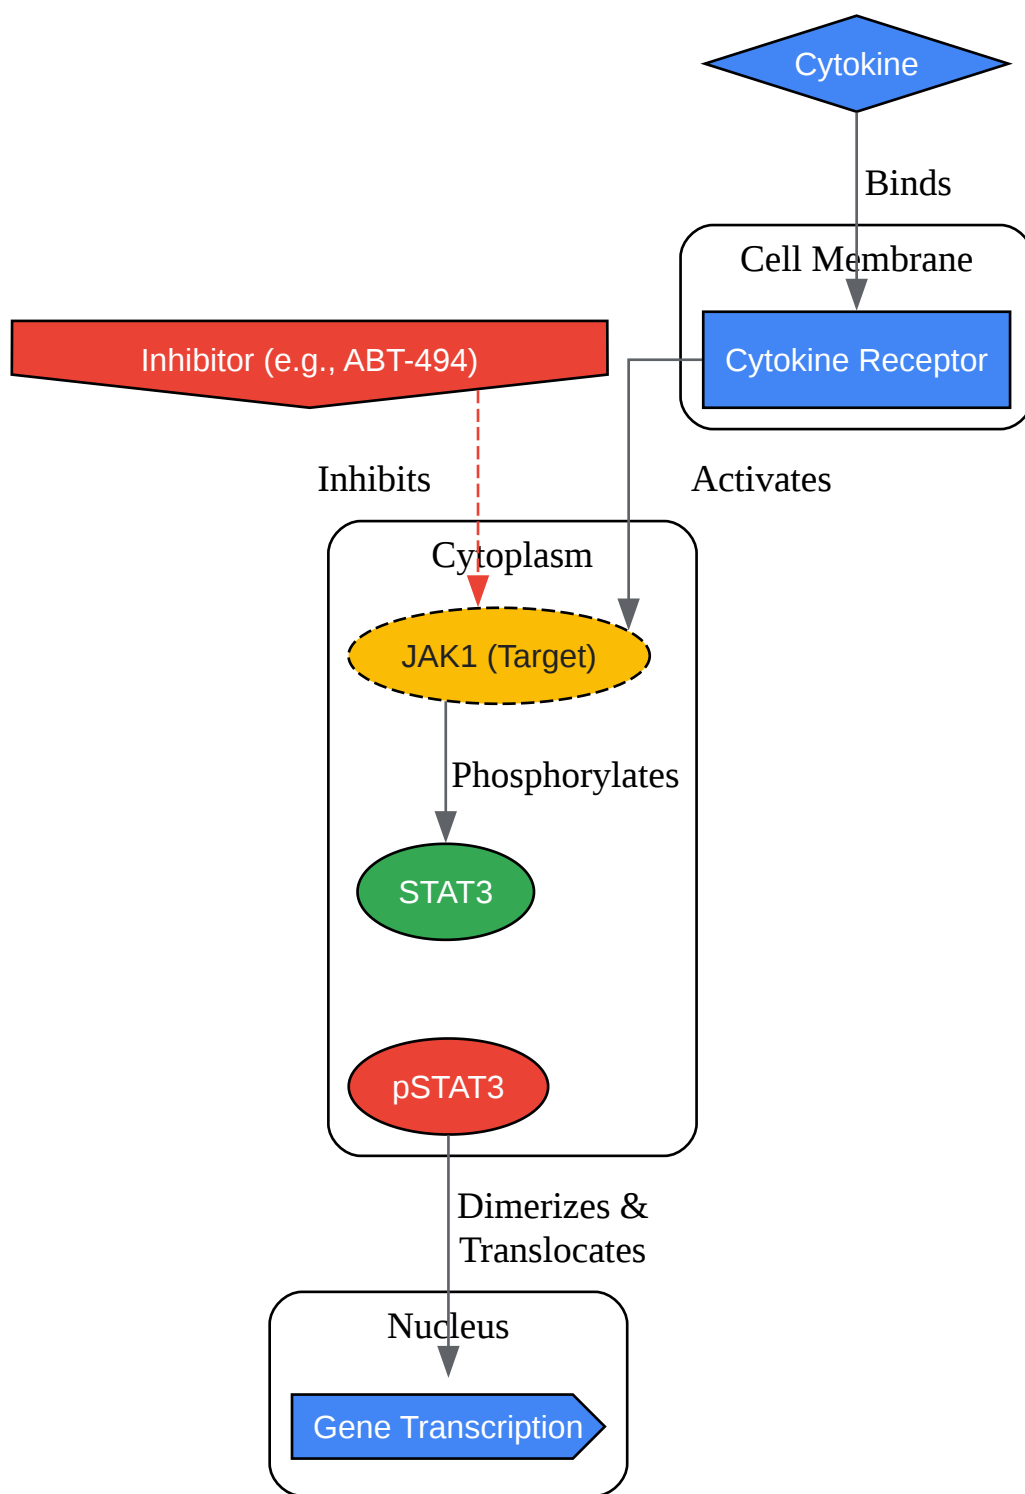 Cytokine
Binds
Cell Membrane
Cytokine Receptor
Inhibitor (e.g., ABT-494)
Inhibits
Activates
Cytoplasm
JAK1 (Target)
Phosphorylates
STAT3
pSTAT3
Dimerizes &
Translocates
Nucleus
Gene Transcription